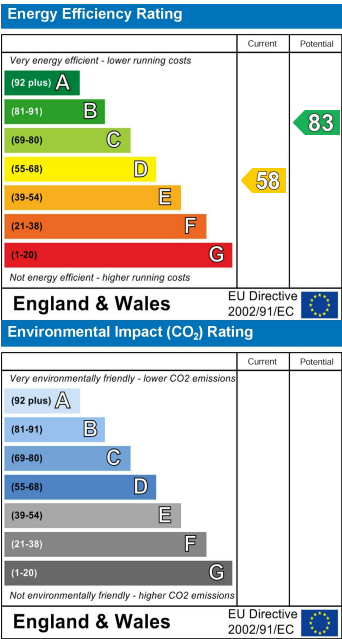 Energy Efficiency Rating
Current Potential
Very energy efficient - lower running costs
(92 plus) A
(81-91) B
(69-80) C
(55-68) D
(39-54) E
(21-38) F
(1-20) G
83
58
Not energy efficient - higher running costs
England & Wales
EU Directive
2002/91/EC
Environmental Impact (CO₂) Rating
Current Potential
Very environmentally friendly - lower CO2 emissions
(92 plus) A
(81-91) B
(69-80) C
(55-68) D
(39-54) E
(21-38) F
(1-20) G
Not environmentally friendly - higher CO2 emissions
England & Wales
EU Directive
2002/91/EC